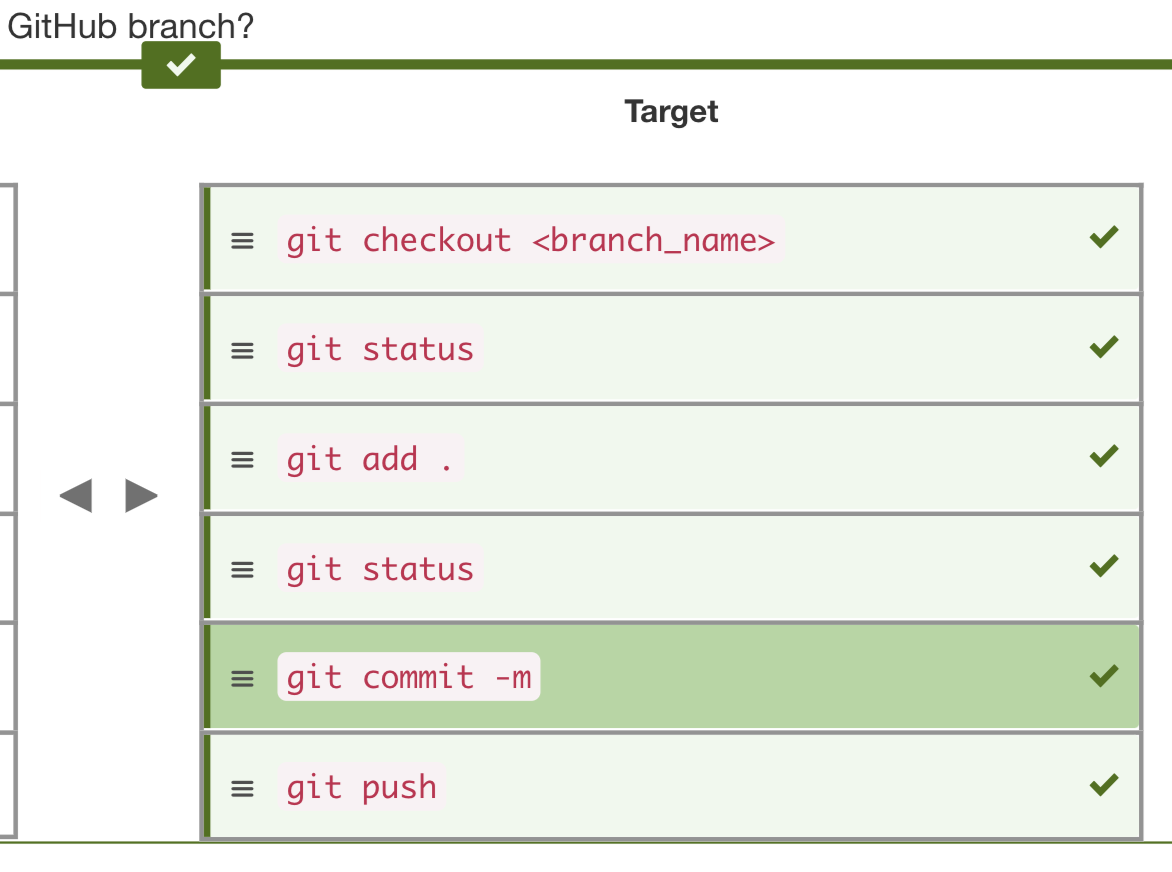 GitHub branch?
Target
git checkout <branch_name>
git status
git add .
git status
git commit -m
git push